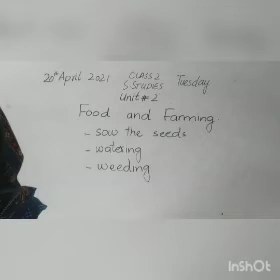 20th April 2021 CLASS 2 Tuesday
S.STUDIES
Unit # 2
Food and Farming.
- sow the seeds
- watering
- weeding
InShOt